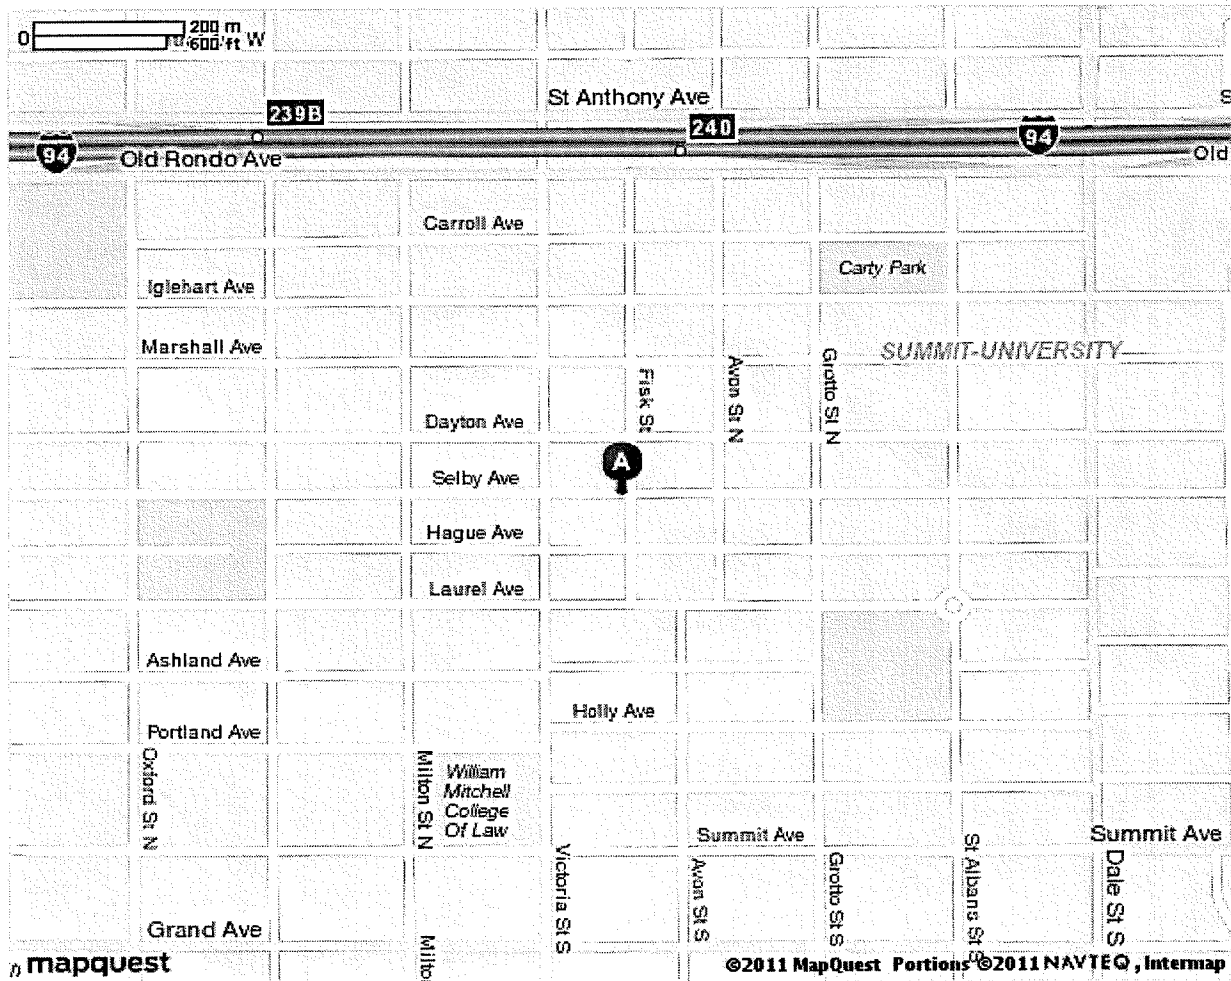 0
200 m
600 ft
W
St Anthony Ave
S
239B
240
94
94
Old Rondo Ave
Old
Carroll Ave
Carty Park
Iglehart Ave
Marshall Ave
SUMMIT-UNIVERSITY
Fisk St
Avon St N
Grotto St N
Dayton Ave
A
Selby Ave
Hague Ave
Laurel Ave
Ashland Ave
Holly Ave
Portland Ave
Oxford St N
Milton St N
William
Mitchell
College
Of Law
Summit Ave
Summit Ave
Victoria St S
Avon St S
Grotto St S
St Albans St S
Dale St S
Grand Ave
Milto
mapquest
©2011 MapQuest Portions ©2011 NAVTEQ, Intermap